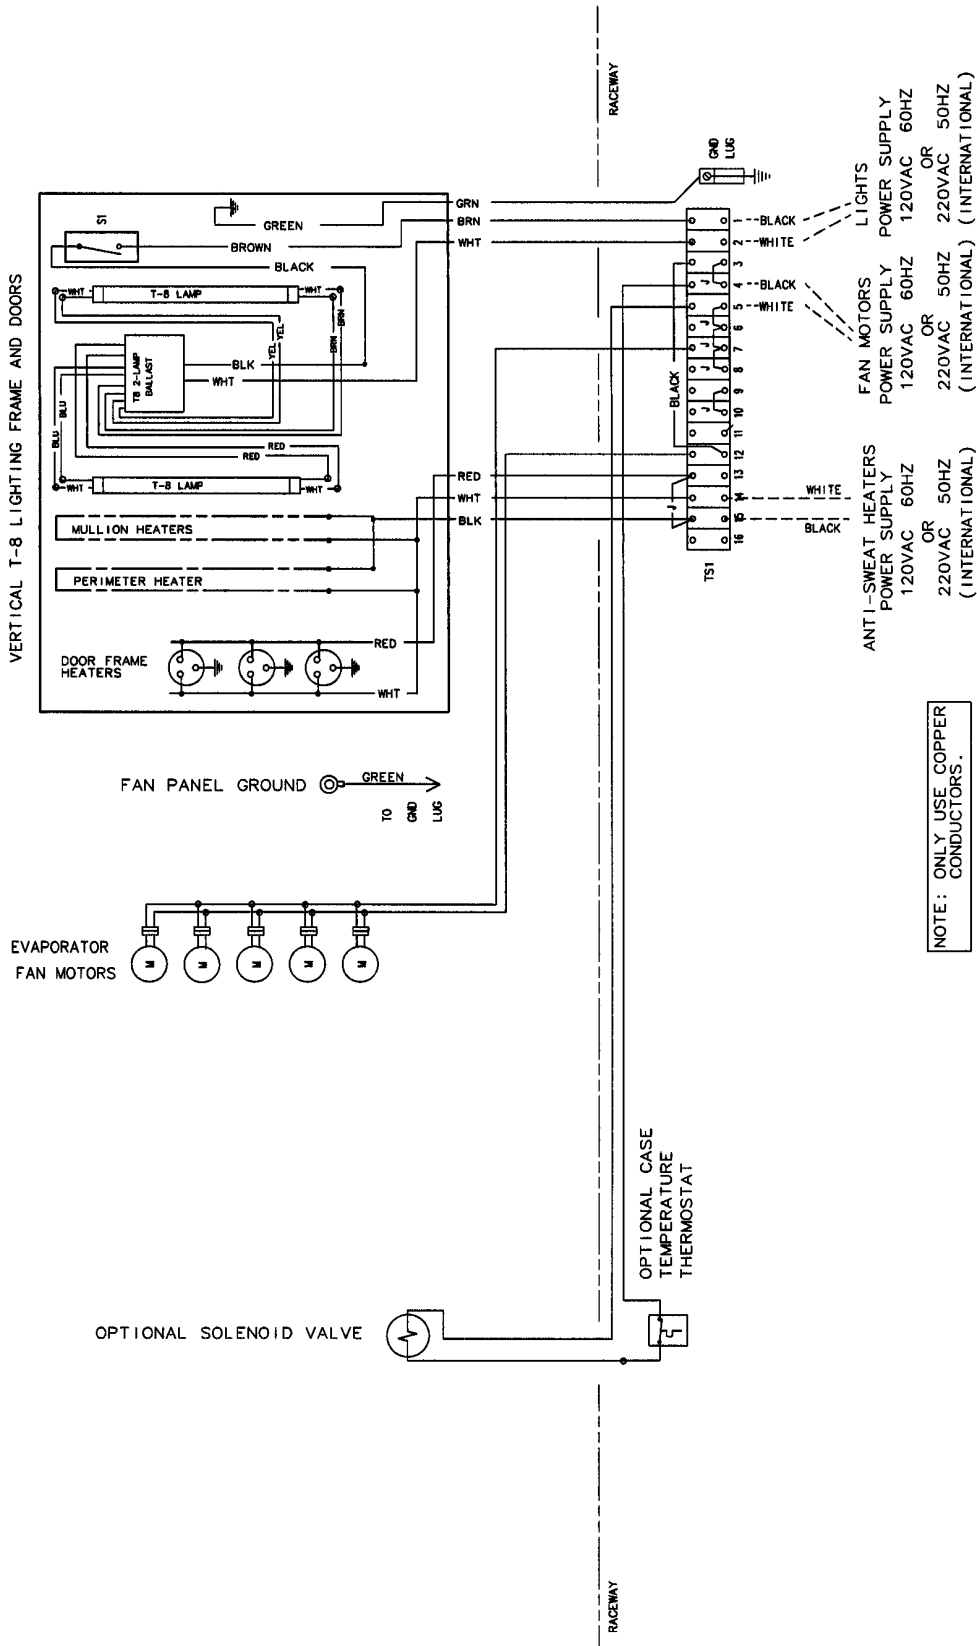 VERTICAL T-8 LIGHTING FRAME AND DOORS
S1
GREEN
BROWN
BLACK
WHT
T-8 LAMP
WHT
BRN
BRN
YEL
YEL
T8 2-LAMP
BALLAST
BLK
WHT
BLU
BLU
RED
RED
WHT
T-8 LAMP
WHT
MULLION HEATERS
PERIMETER HEATER
DOOR FRAME
HEATERS
RED
WHT
GRN
BRN
WHT
RED
WHT
BLK
RACEWAY
GND
LUG
1
2
3
4
5
6
7
8
9
10
11
12
13
14
15
16
J
J
J
J
J
J
BLACK
TS1
BLACK
WHITE
BLACK
WHITE
WHITE
BLACK
LIGHTS
POWER SUPPLY
120VAC 60HZ
OR
220VAC 50HZ
(INTERNATIONAL)
FAN MOTORS
POWER SUPPLY
120VAC 60HZ
OR
220VAC 50HZ
(INTERNATIONAL)
ANTI-SWEAT HEATERS
POWER SUPPLY
120VAC 60HZ
OR
220VAC 50HZ
(INTERNATIONAL)
FAN PANEL GROUND
GREEN
TO
GND
LUG
NOTE: ONLY USE COPPER
CONDUCTORS.
EVAPORATOR
FAN MOTORS
M
M
M
M
M
OPTIONAL CASE
TEMPERATURE
THERMOSTAT
OPTIONAL SOLENOID VALVE
RACEWAY